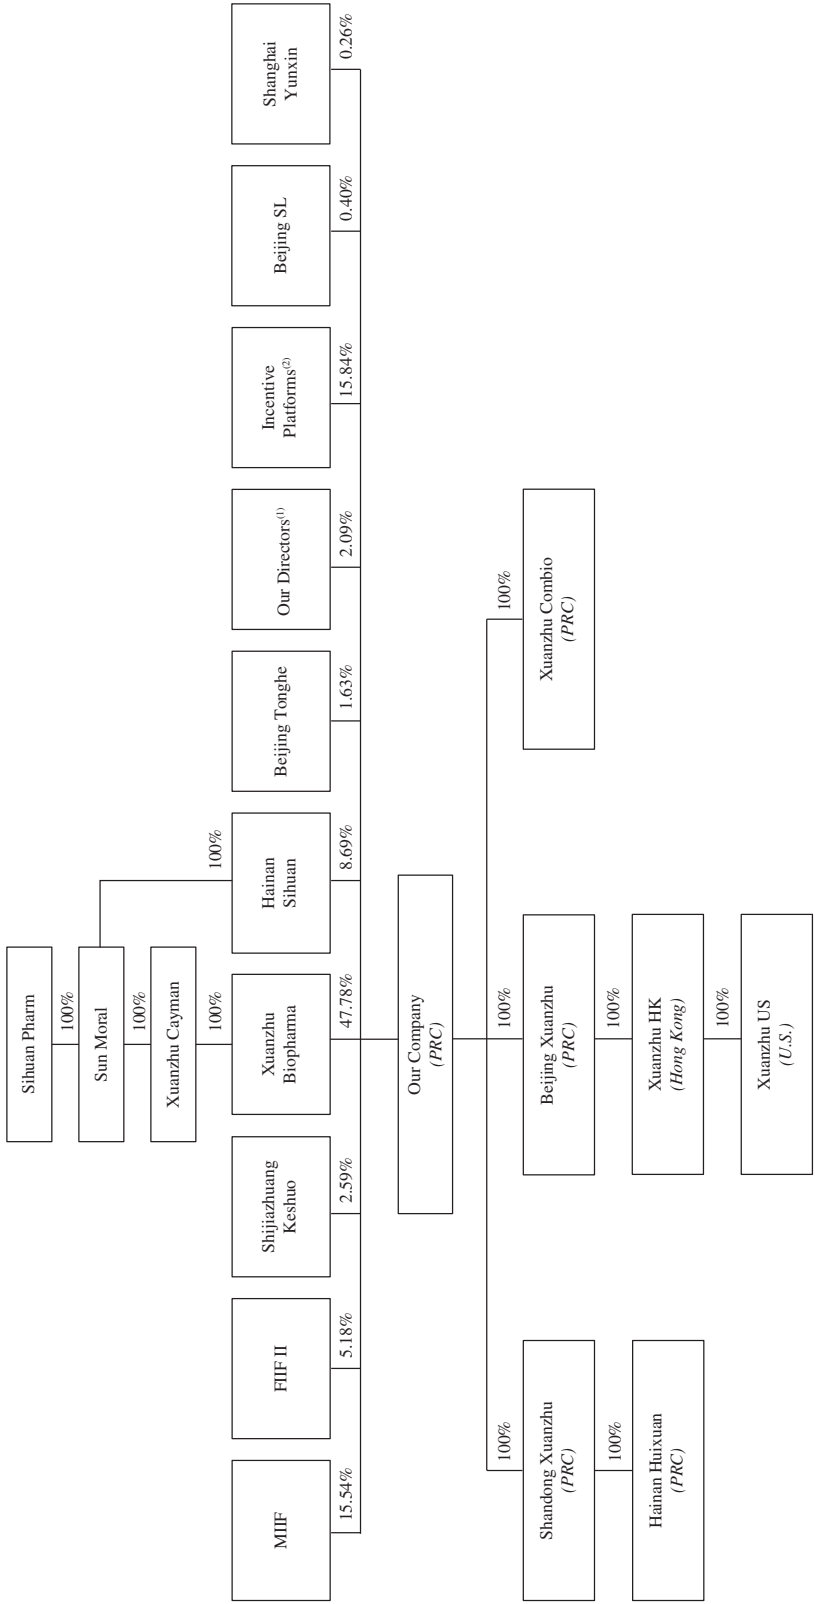 Sihuan Pharm
100%
Sun Moral
100%
100%
Xuanzhu Cayman
100%
MIIF
FIIF II
Shijiazhuang
Keshuo
Xuanzhu
Biopharma
Hainan
Sihuan
Beijing Tonghe
Our Directors(1)
Incentive
Platforms(2)
Beijing SL
Shanghai
Yunxin
15.54%
5.18%
2.59%
47.78%
8.69%
1.63%
2.09%
15.84%
0.40%
0.26%
Our Company
(PRC)
100%
100%
100%
Shandong Xuanzhu
(PRC)
Beijing Xuanzhu
(PRC)
Xuanzhu Combio
(PRC)
100%
100%
Hainan Huixuan
(PRC)
Xuanzhu HK
(Hong Kong)
100%
Xuanzhu US
(U.S.)